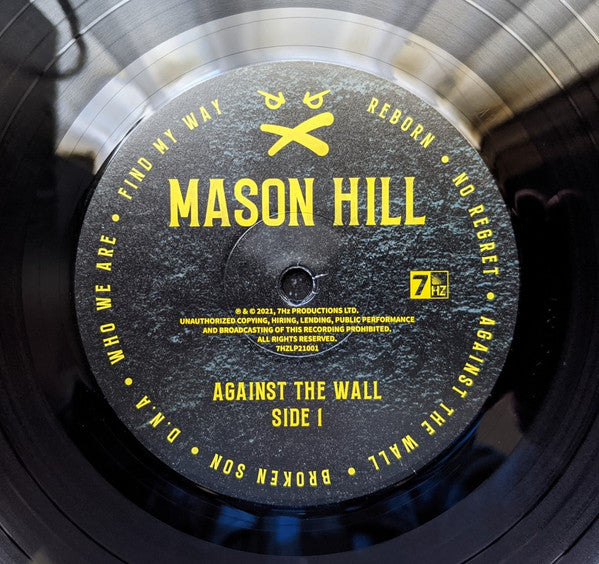 MASON HILL
7
HZ
℗ & © 2021, 7Hz PRODUCTIONS LTD.
UNAUTHORIZED COPYING, HIRING, LENDING, PUBLIC PERFORMANCE
AND BROADCASTING OF THIS RECORDING PROHIBITED.
ALL RIGHTS RESERVED.
7HZLP21001
AGAINST THE WALL
SIDE 1
REBORN • NO REGRET • AGAINST THE WALL • BROKEN SON • D.N.A • WHO WE ARE • FIND MY WAY